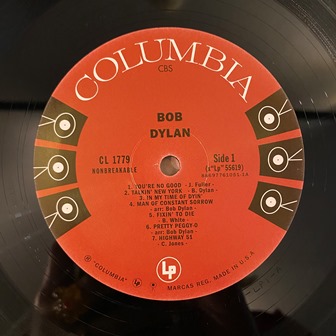 COLUMBIA
CBS
BOB
DYLAN
CL 1779
NONBREAKABLE
Side 1
(x"Lp" 55619)
1. YOU'RE NO GOOD - J. Fuller -
2. TALKIN' NEW YORK - B. Dylan -
3. IN MY TIME OF DYIN'
4. MAN OF CONSTANT SORROW
- arr: Bob Dylan -
5. FIXIN' TO DIE
- B. White -
6. PRETTY PEGGY-O
- arr: Bob Dylan -
7. HIGHWAY 51
- C. Jones -
® "COLUMBIA"
LP
MARCAS REG. MADE IN U.S.A.